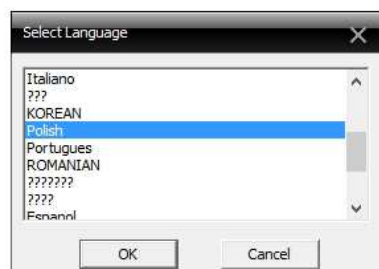 Select Language
Italiano
???
KOREAN
Polish
Portugues
ROMANIAN
???????
????
Espanol
OK
Cancel